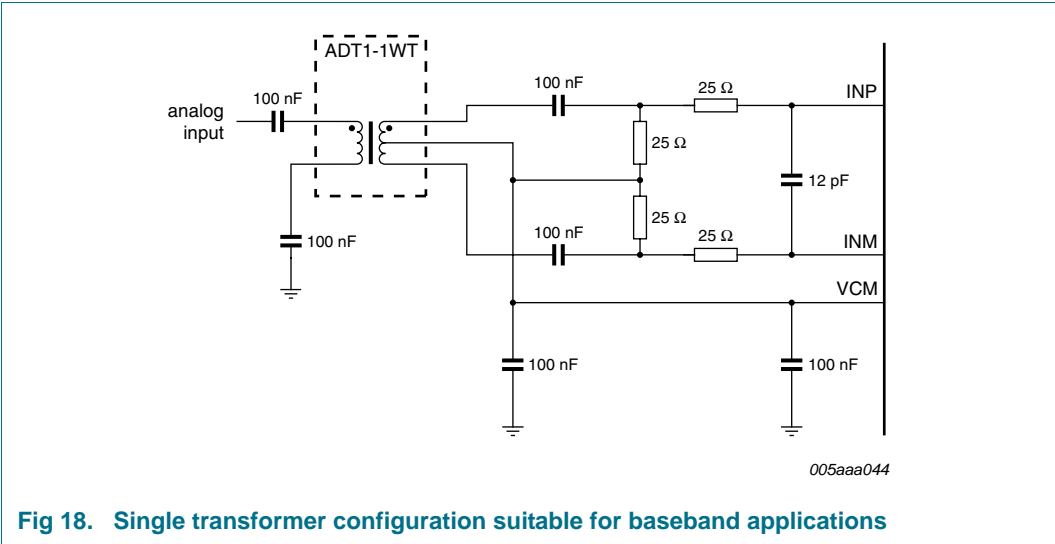 ADT1-1WT
analog
input
100 nF
100 nF
100 nF
25 Ω
INP
25 Ω
12 pF
25 Ω
100 nF
25 Ω
INM
VCM
100 nF
100 nF
005aaa044
Fig 18. Single transformer configuration suitable for baseband applications